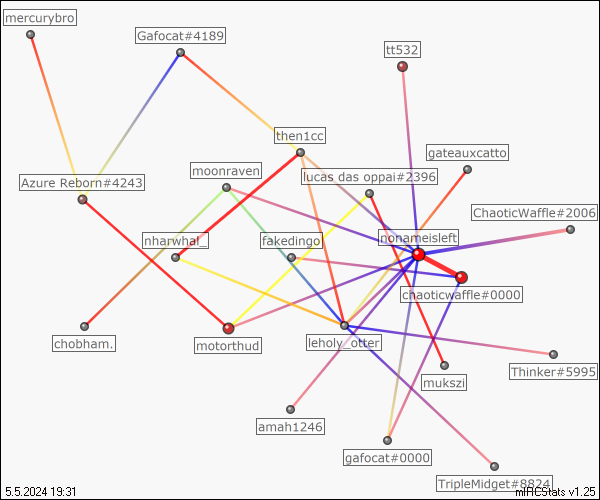 mercurybro
Gafocat#4189
tt532
then1cc
gateauxcatto
moonraven
lucas das oppai#2396
Azure Reborn#4243
ChaoticWaffle#2006
nharwhal_
fakedingo
nonameisleft
chaoticwaffle#0000
chobham.
motorthud
leholy_otter
Thinker#5995
mukszi
amah1246
gafocat#0000
TripleMidget#8824
5.5.2024 19:31
mIRCStats v1.25